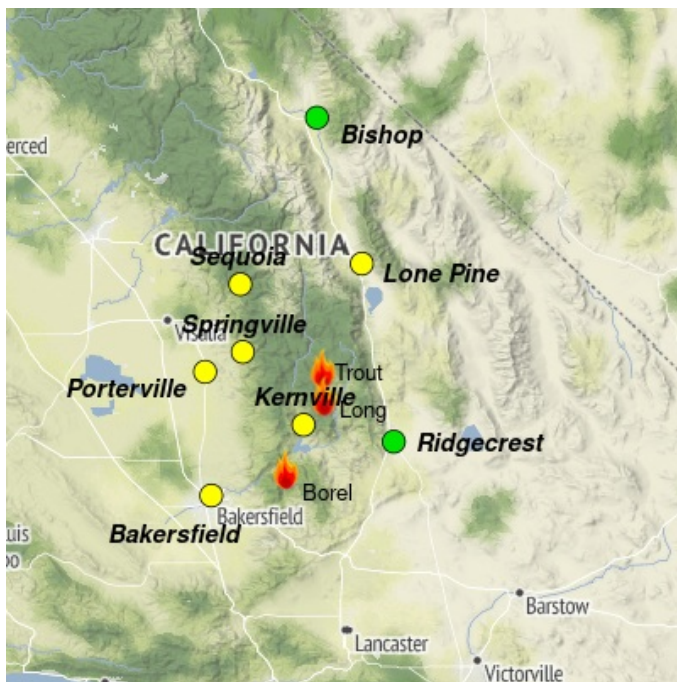 Bishop
erced
CALIFORNIA
Sequoia
Lone Pine
Springville
Visalia
Trout
Porterville
Kernville
Long
Ridgecrest
Borel
Bakersfield
Bakersfield
uis
oo
Barstow
Lancaster
Victorville